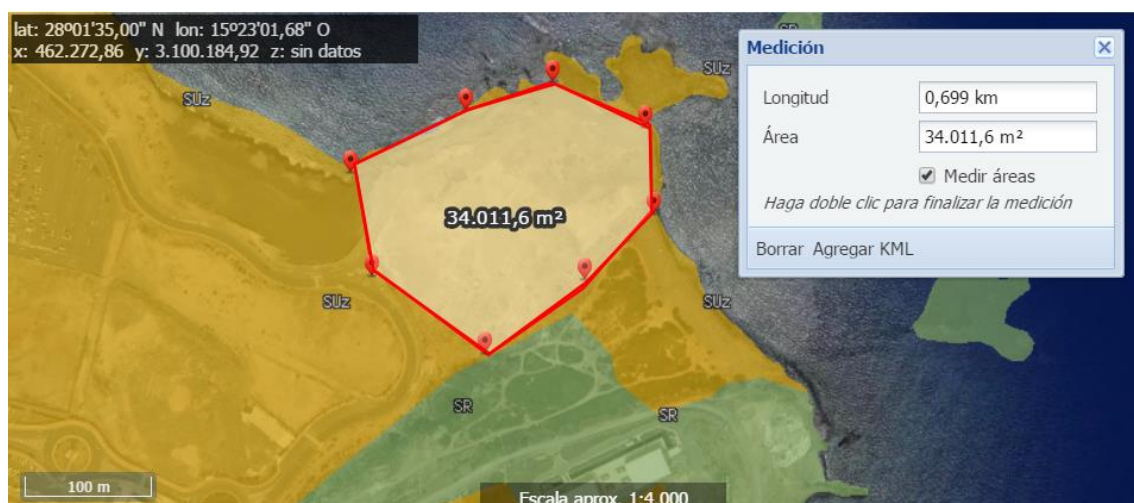 lat: 28º01'35,00" N lon: 15º23'01,68" O
x: 462.272,86 y: 3.100.184,92 z: sin datos
SR
Medición
SUz
SUz
Longitud
0,699 km
Área
34.011,6 m²
Medir áreas
Haga doble clic para finalizar la medición
34.011,6 m²
Borrar Agregar KML
SUz
SUz
SR
SR
100 m
Escala aprox. 1:4.000